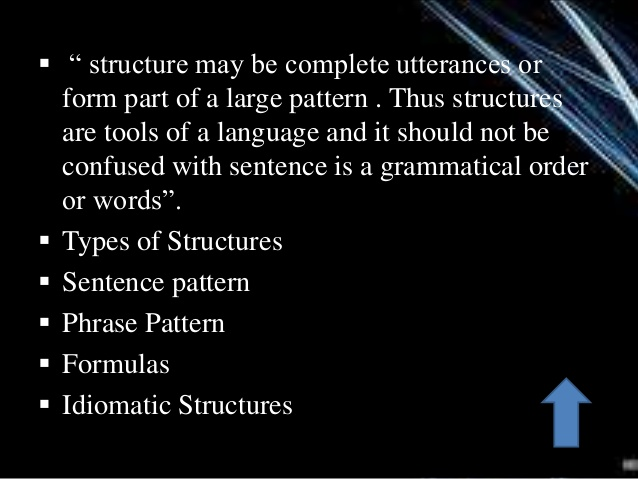 ▪ “ structure may be complete utterances or
form part of a large pattern . Thus structures
are tools of a language and it should not be
confused with sentence is a grammatical order
or words”.
▪ Types of Structures
▪ Sentence pattern
▪ Phrase Pattern
▪ Formulas
▪ Idiomatic Structures